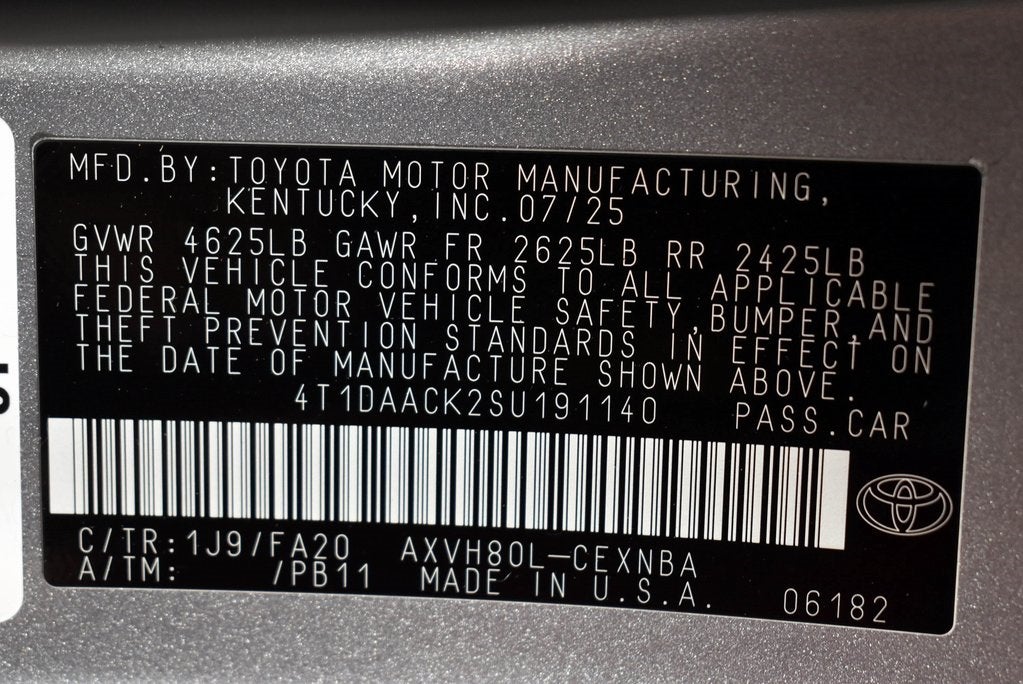 MFD.BY:TOYOTA MOTOR MANUFACTURING,
KENTUCKY,INC.07/25
GVWR 4625LB GAWR FR 2625LB RR 2425LB
THIS VEHICLE CONFORMS TO ALL APPLICABLE
FEDERAL MOTOR VEHICLE SAFETY,BUMPER,AND
THEFT PREVENTION STANDARDS IN EFFECT ON
THE DATE OF MANUFACTURE SHOWN ABOVE.
4T1DAACK2SU191140 PASS.CAR
C/TR:1J9/FA20 AXVH80L-CEXNBA
A/TM: /PB11 MADE IN U.S.A. 06182